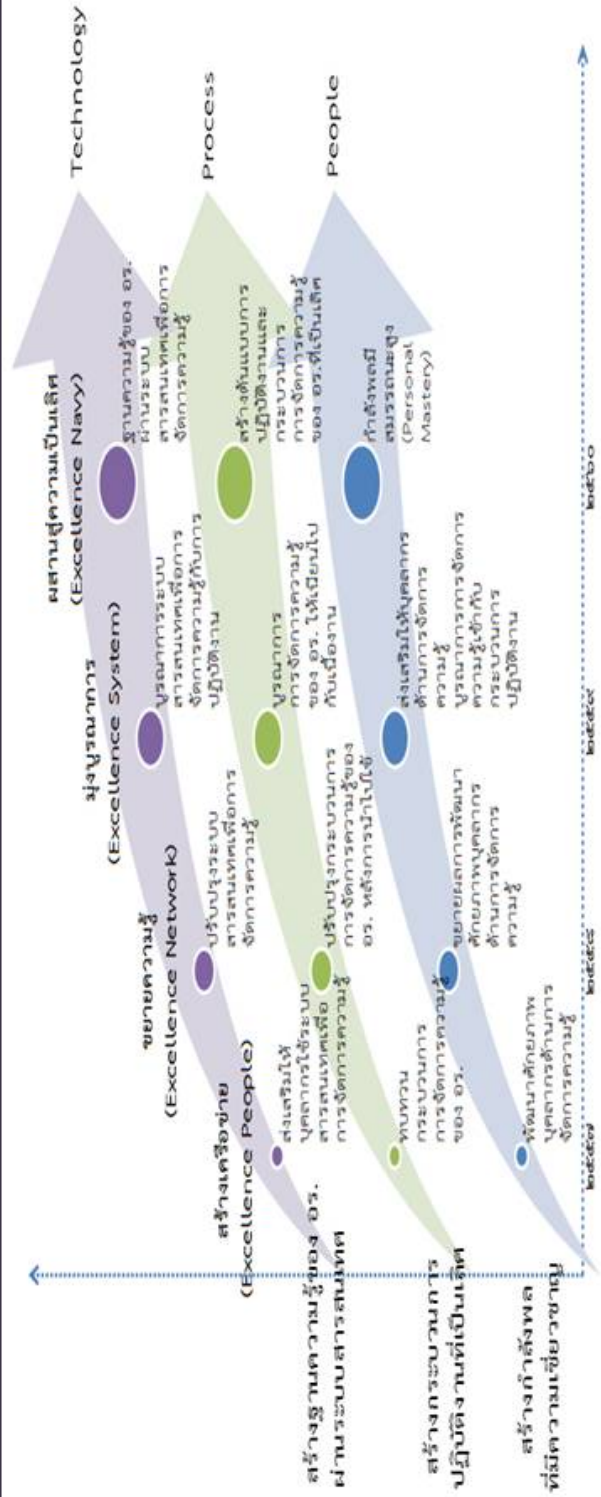 สร้างเครือข่าย
(Excellence People)
ขยายความรู้
(Excellence Network)
มุ่งบูรณาการ
(Excellence System)
ผสานสู่ความเป็นเลิศ
(Excellence Navy)
Technology
Process
People
สร้างฐานความรู้ของ อร.
ผ่านระบบสารสนเทศ
ส่งเสริมให้
บุคลากรใช้ระบบ
สารสนเทศเพื่อ
การจัดการความรู้
ปรับปรุงระบบ
สารสนเทศเพื่อการ
จัดการความรู้
บูรณาการระบบ
สารสนเทศเพื่อการ
จัดการความรู้กับการ
ปฏิบัติงาน
ฐานความรู้ของ อร.
ผ่านระบบ
สารสนเทศเพื่อการ
จัดการความรู้
สร้างกระบวนการ
ปฏิบัติงานที่เป็นเลิศ
ทบทวน
กระบวนการ
การจัดการความรู้
ของ อร.
ปรับปรุงกระบวนการ
การจัดการความรู้ของ
อร. หลังการนำไปใช้
บูรณาการ
การจัดการความรู้
ของ อร. ให้เนียนไป
กับเนื้องาน
สร้างต้นแบบการ
ปฏิบัติงานและ
กระบวนการ
การจัดการความรู้
ของ อร.ที่เป็นเลิศ
สร้างกำลังพล
ที่มีความเชี่ยวชาญ
พัฒนาศักยภาพ
บุคลากรด้านการ
จัดการความรู้
ขยายผลการพัฒนา
ศักยภาพบุคลากร
ด้านการจัดการ
ความรู้
ส่งเสริมให้บุคลากร
ด้านการจัดการ
ความรู้
บูรณาการการจัดการ
ความรู้เข้ากับ
กระบวนการ
ปฏิบัติงาน
กำลังพลมี
สมรรถนะสูง
(Personal
Mastery)
๒๕๕๗
๒๕๕๘
๒๕๕๙
๒๕๖๐